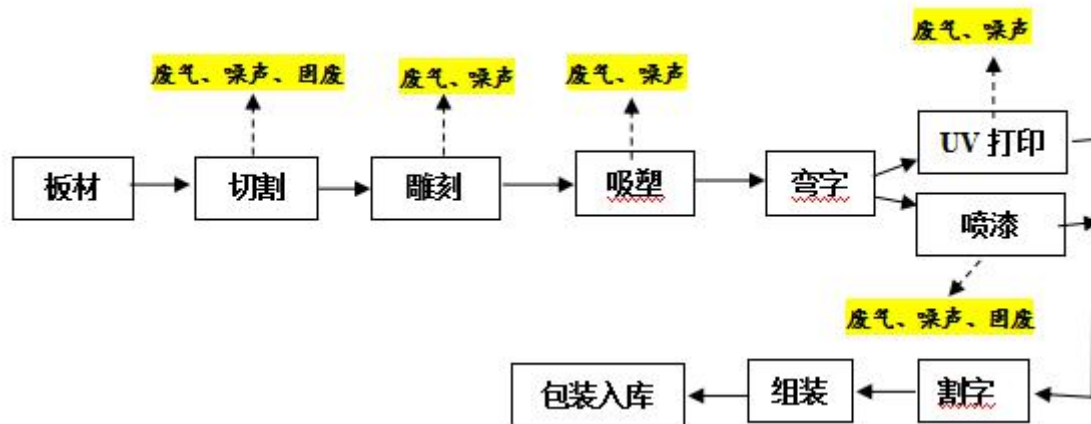 废气、噪声
废气、噪声、固废
废气、噪声
废气、噪声
UV 打印
板材
切割
雕刻
吸塑
弯字
喷漆
废气、噪声、固废
包装入库
组装
割字